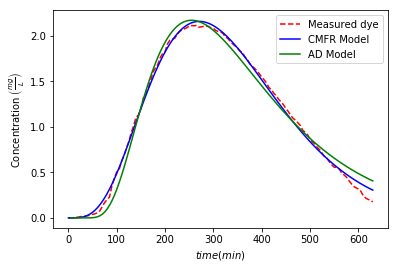 Measured dye
CMFR Model
AD Model
Concentration (mg/L)
2.0
1.5
1.0
0.5
0.0
0 100 200 300 400 500 600
time(min)